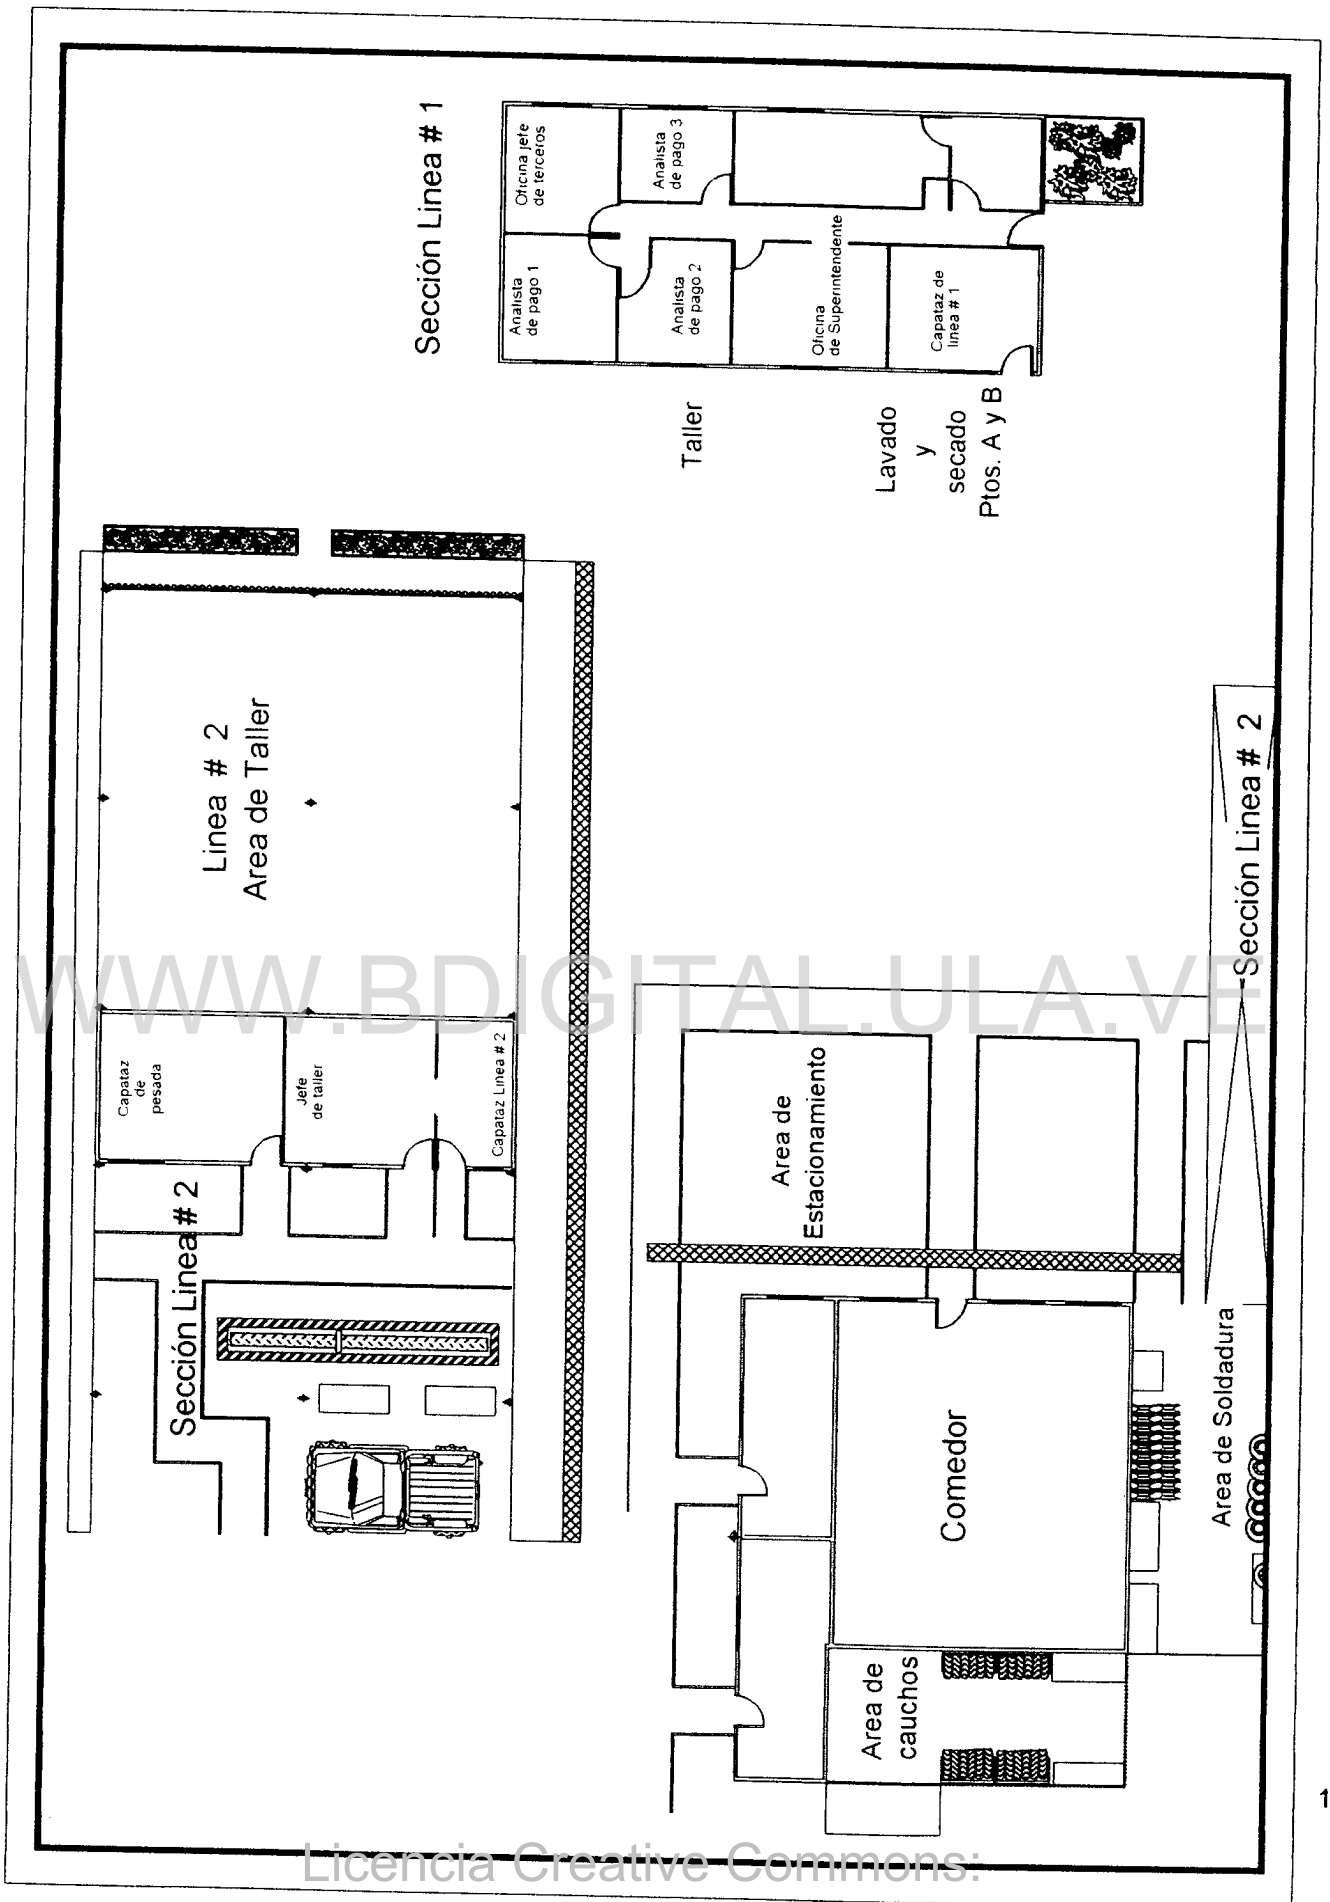 Sección Linea # 1
Analista
de pago 1
Oficina jefe
de terceros
Analista
de pago 2
Analista
de pago 3
Oficina
de Superintendente
Capataz de
linea # 1
Taller
Lavado
y
secado
Ptos. A y B
Linea # 2
Area de Taller
Capataz
de
pesada
Jefe
de taller
Capataz Linea # 2
Sección Linea # 2
Area de
Estacionamiento
Sección Linea # 2
Comedor
Area de Soldadura
Area de
cauchos
1
WWW.BDIGITAL.ULA.VE
Licencia Creative Commons: